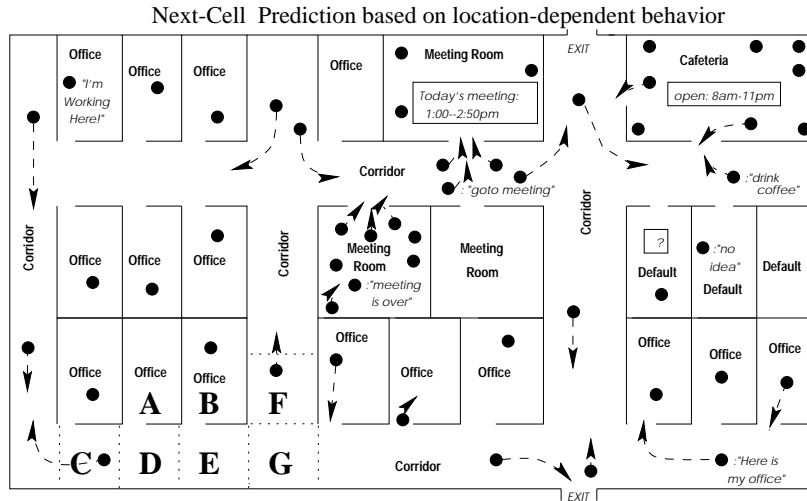 Next-Cell Prediction based on location-dependent behavior
EXIT
Office
Office
Office
Office
Meeting Room
Cafeteria
"I'm
Working
Here!"
Today's meeting:
1:00--2:50pm
open: 8am-11pm
Corridor
:"goto meeting"
:"drink
coffee"
Corridor
Office
Office
Office
Corridor
Meeting
Room
:"meeting
is over"
Meeting
Room
Corridor
?
Default
:"no
idea"
Default
Default
Office
Office
Office
Office
Office
Office
Office
Office
Office
A
B
F
C
D
E
G
Corridor
:"Here is
my office"
EXIT